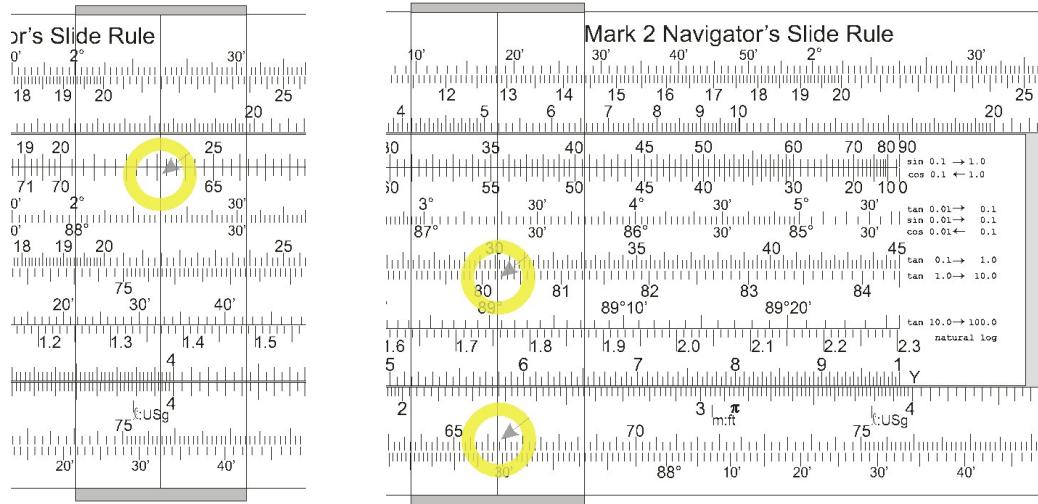 or's Slide Rule
0' 2° 30'
18 19 20 25
20
19 20 25
71 70 65
0' 2° 30'
0' 88° 30'
18 19 20 25
75
20' 30' 40'
1.2 1.3 1.4 1.5
4
4
ℓ:USg
75
20' 30' 40'
Mark 2 Navigator's Slide Rule
10' 20' 30' 40' 50' 2° 30'
12 13 14 15 16 17 18 19 20 25
4 5 6 7 8 9 10 20
30 35 40 45 50 60 70 80 90
sin 0.1 → 1.0
cos 0.1 ← 1.0
60 55 50 45 40 30 20 10 0
3° 30' 4° 30' 5° 30'
tan 0.01→ 0.1
sin 0.01→ 0.1
cos 0.01← 0.1
87° 30' 86° 30' 85° 30'
30 35 40 45
tan 0.1→ 1.0
tan 1.0→ 10.0
30 81 82 83 84
89° 89°10' 89°20'
tan 10.0→100.0
natural log
1.6 1.7 1.8 1.9 2.0 2.1 2.2 2.3
5 6 7 8 9 1 Y
2 3 π 4
m:ft ℓ:USg
65 70 75
30' 88° 10' 20' 30' 40'